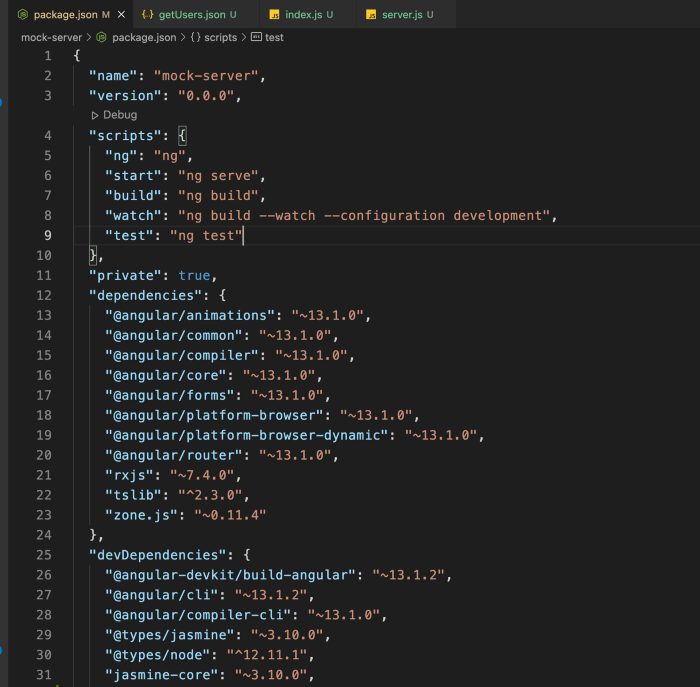 package.json M
getUsers.json U
index.js U
server.js U
mock-server > package.json > {} scripts > abc test
1 {
2 "name": "mock-server",
3 "version": "0.0.0",
Debug
4 "scripts": {
5 "ng": "ng",
6 "start": "ng serve",
7 "build": "ng build",
8 "watch": "ng build --watch --configuration development",
9 "test": "ng test"
10 },
11 "private": true,
12 "dependencies": {
13 "@angular/animations": "~13.1.0",
14 "@angular/common": "~13.1.0",
15 "@angular/compiler": "~13.1.0",
16 "@angular/core": "~13.1.0",
17 "@angular/forms": "~13.1.0",
18 "@angular/platform-browser": "~13.1.0",
19 "@angular/platform-browser-dynamic": "~13.1.0",
20 "@angular/router": "~13.1.0",
21 "rxjs": "~7.4.0",
22 "tslib": "^2.3.0",
23 "zone.js": "~0.11.4"
24 },
25 "devDependencies": {
26 "@angular-devkit/build-angular": "~13.1.2",
27 "@angular/cli": "~13.1.2",
28 "@angular/compiler-cli": "~13.1.0",
29 "@types/jasmine": "~3.10.0",
30 "@types/node": "^12.11.1",
31 "jasmine-core": "~3.10.0",